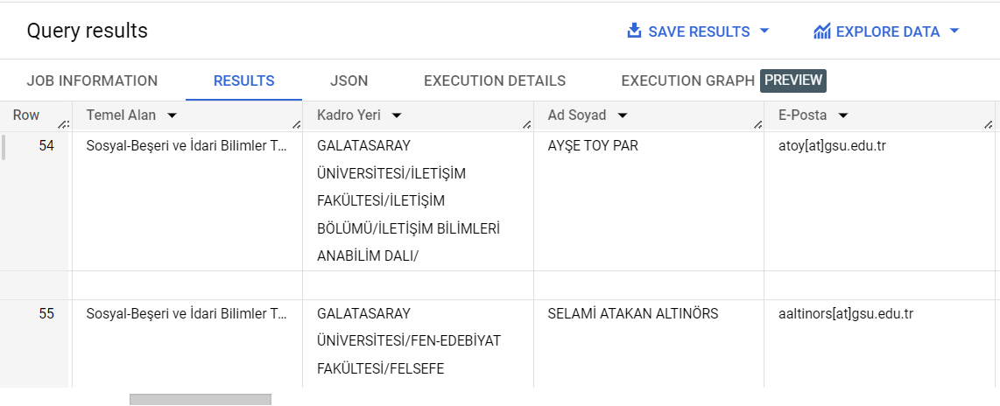 Query results
SAVE RESULTS
EXPLORE DATA
JOB INFORMATION
RESULTS
JSON
EXECUTION DETAILS
EXECUTION GRAPH
PREVIEW
Row
Temel Alan
Kadro Yeri
Ad Soyad
E-Posta
54
Sosyal-Beşeri ve İdari Bilimler T...
GALATASARAY
ÜNİVERSİTESİ/İLETİŞİM
FAKÜLTESİ/İLETİŞİM
BÖLÜMÜ/İLETİŞİM BİLİMLERİ
ANABİLİM DALI/
AYŞE TOY PAR
atoy[at]gsu.edu.tr
55
Sosyal-Beşeri ve İdari Bilimler T...
GALATASARAY
ÜNİVERSİTESİ/FEN-EDEBİYAT
FAKÜLTESİ/FELSEFE
SELAMİ ATAKAN ALTINÖRS
aaltinors[at]gsu.edu.tr